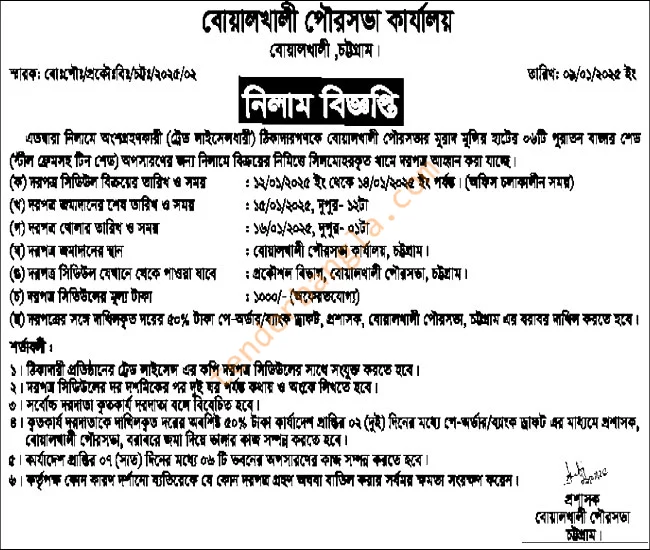 বোয়ালখালী পৌরসভা কার্যালয়
বোয়ালখালী ,চট্টগ্রাম।
স্মারক: বোঃপৌঃ/প্রকৌঃবিঃ/চট্টঃ/২০২৫/০২ তারিখ: ০৯/০১/২০২৫ ইং
নিলাম বিজ্ঞপ্তি
এতদ্বারা নিলামে অংশগ্রহণকারী (ট্রেড লাইসেন্সধারী) ঠিকাদারগণকে বোয়ালখালী পৌরসভার মুরাদ মুন্সির হাটের ০৬টি পুরাতন বাজার শেড
(স্টীল ফ্রেমসহ টিন শেড) অপসারণের জন্য নিলামে বিক্রয়ের নিমিত্তে সিলমোহরকৃত খামে দরপত্র আহ্বান করা যাচ্ছে।
(ক) দরপত্র সিডিউল বিক্রয়ের তারিখ ও সময় : ১২/০১/২০২৫ ইং থেকে ১৪/০১/২০২৫ ইং পর্যন্ত। (অফিস চলাকালীন সময়)
(খ) দরপত্র জমাদানের শেষ তারিখ ও সময় : ১৫/০১/২০২৫, দুপুর- ১২টা
(গ) দরপত্র খোলার তারিখ ও সময় : ১৬/০১/২০২৫, দুপুর- ০১টা
(ঘ) দরপত্র জমাদানের স্থান : বোয়ালখালী পৌরসভা কার্যালয়, চট্টগ্রাম।
(ঙ) দরপত্র সিডিউল যেখানে থেকে পাওয়া যাবে : প্রকৌশল বিভাগ, বোয়ালখালী পৌরসভা, চট্টগ্রাম।
(চ) দরপত্র সিডিউলের মুল্য টাকা : ১০০০/- (অফেরতযোগ্য)
(ছ) দরপত্রের সঙ্গে দাখিলকৃত দরের ৫০% টাকা পে-অর্ডার/ব্যাংক ড্রাফট, প্রশাসক, বোয়ালখালী পৌরসভা, চট্টগ্রাম এর বরাবর দাখিল করতে হবে।
শর্তাবলী :
১। ঠিকাদারী প্রতিষ্ঠানের ট্রেড লাইসেন্স এর কপি দরপত্র সিডিউলের সাথে সংযুক্ত করতে হবে।
২। দরপত্র সিডিউলের দর দশমিকের পর দুই ঘর পর্যন্ত কথায় ও অংকে লিখতে হবে।
৩। সর্বোচ্চ দরদাতা কৃতকার্য দরদাতা বলে বিবেচিত হবে।
৪। কৃতকার্য দরদাতাকে দাখিলকৃত দরের অবশিষ্ট ৫০% টাকা কার্যাদেশ প্রাপ্তির ০২ (দুই) দিনের মধ্যে পে-অর্ডার/ব্যাংক ড্রাফট এর মাধ্যমে প্রশাসক,
বোয়ালখালী পৌরসভা, বরাবরে জমা দিয়ে ভাঙ্গার কাজ সম্পন্ন করতে হবে।
৫। কার্যাদেশ প্রাপ্তির ০৭ (সাত) দিনের মধ্যে ০৬ টি ভবনের অপসারণের কাজ সম্পন্ন করতে হবে।
৬। কর্তৃপক্ষ কোন কারণ দর্শানো ব্যতিরেকে যে কোন দরপত্র গ্রহণ অথবা বাতিল করার সর্বময় ক্ষমতা সংরক্ষণ করেন।
প্রশাসক
বোয়ালখালী পৌরসভা
চট্টগ্রাম।
tenderbangla.com